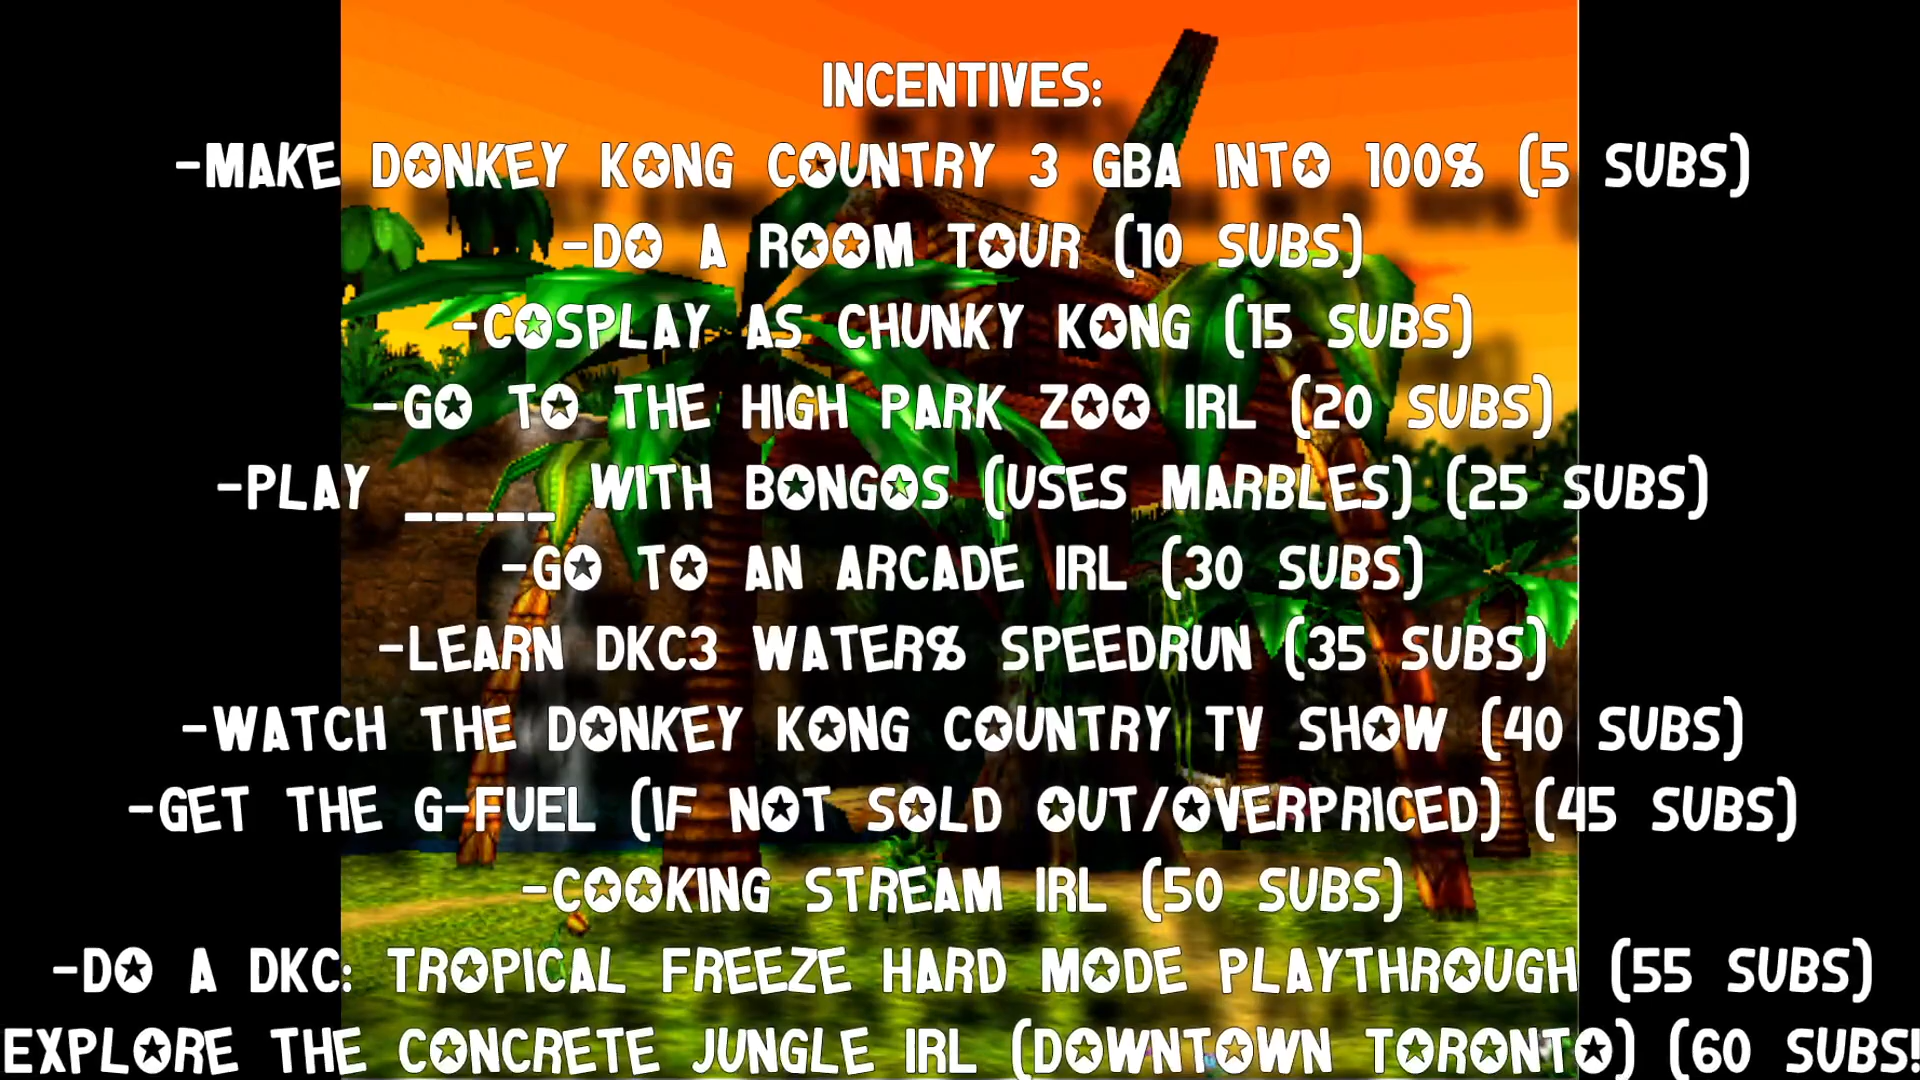 INCENTIVES:
-MAKE DONKEY KONG COUNTRY 3 GBA INTO 100% (5 SUBS)
-DO A ROOM TOUR (10 SUBS)
-COSPLAY AS CHUNKY KONG (15 SUBS)
-GO TO THE HIGH PARK ZOO IRL (20 SUBS)
-PLAY _____ WITH BONGOS (USES MARBLES) (25 SUBS)
-GO TO AN ARCADE IRL (30 SUBS)
-LEARN DKC3 WATER% SPEEDRUN (35 SUBS)
-WATCH THE DONKEY KONG COUNTRY TV SHOW (40 SUBS)
-GET THE G-FUEL (IF NOT SOLD OUT/OVERPRICED) (45 SUBS)
-COOKING STREAM IRL (50 SUBS)
-DO A DKC: TROPICAL FREEZE HARD MODE PLAYTHROUGH (55 SUBS)
EXPLORE THE CONCRETE JUNGLE IRL (DOWNTOWN TORONTO) (60 SUBS!